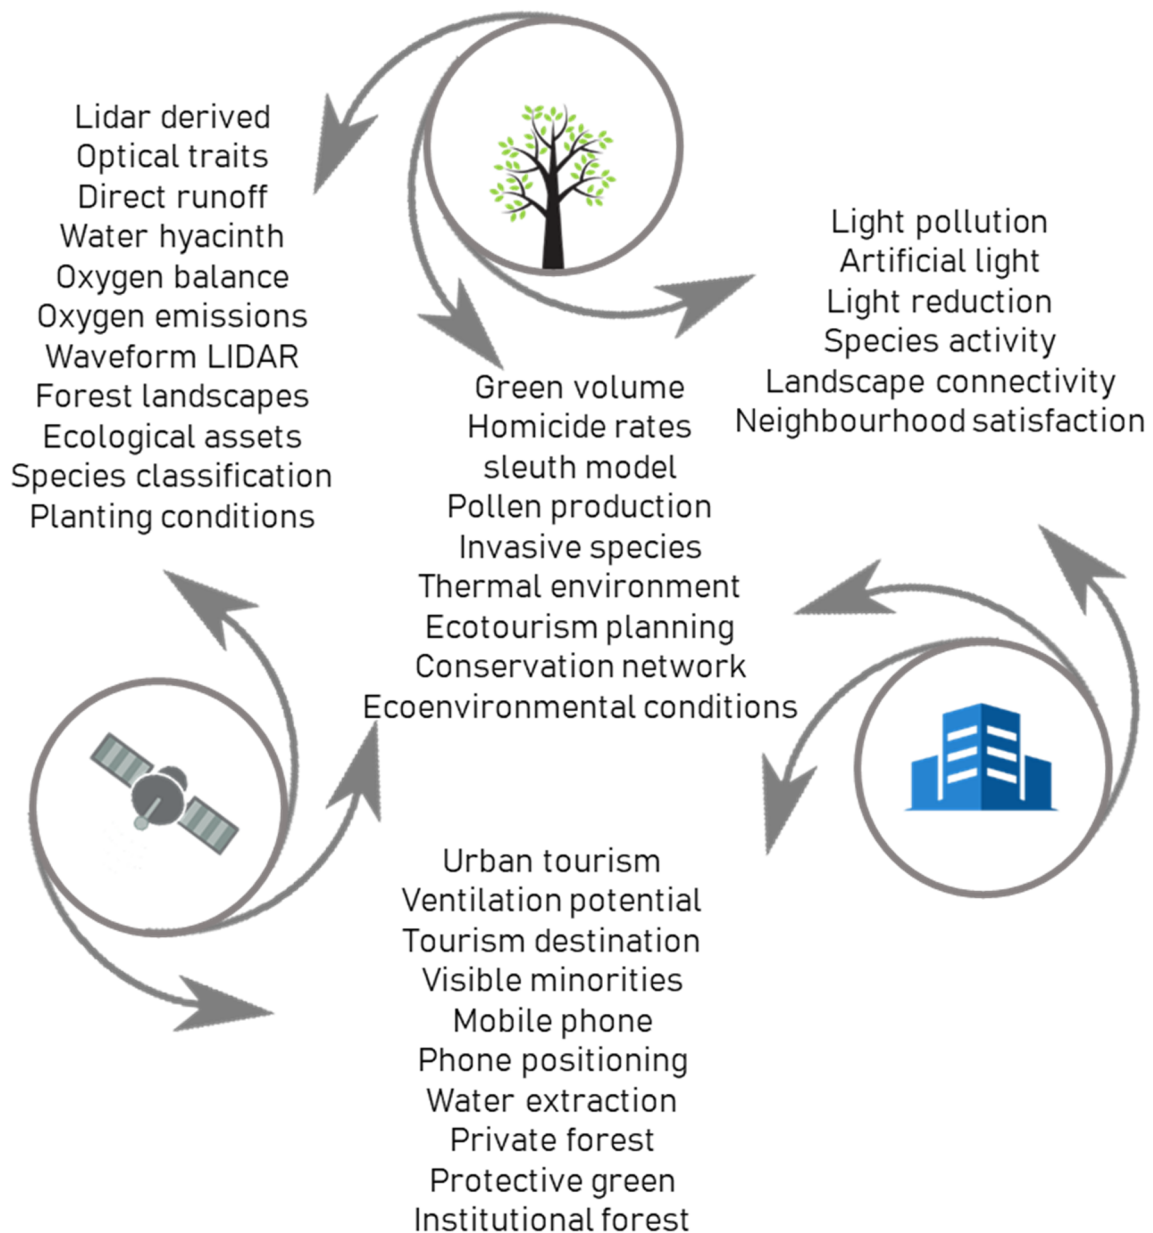 Lidar derived
Optical traits
Direct runoff
Water hyacinth
Oxygen balance
Oxygen emissions
Waveform LIDAR
Forest landscapes
Ecological assets
Species classification
Planting conditions
Light pollution
Artificial light
Light reduction
Species activity
Landscape connectivity
Neighbourhood satisfaction
Green volume
Homicide rates
sleuth model
Pollen production
Invasive species
Thermal environment
Ecotourism planning
Conservation network
Ecoenvironmental conditions
Urban tourism
Ventilation potential
Tourism destination
Visible minorities
Mobile phone
Phone positioning
Water extraction
Private forest
Protective green
Institutional forest